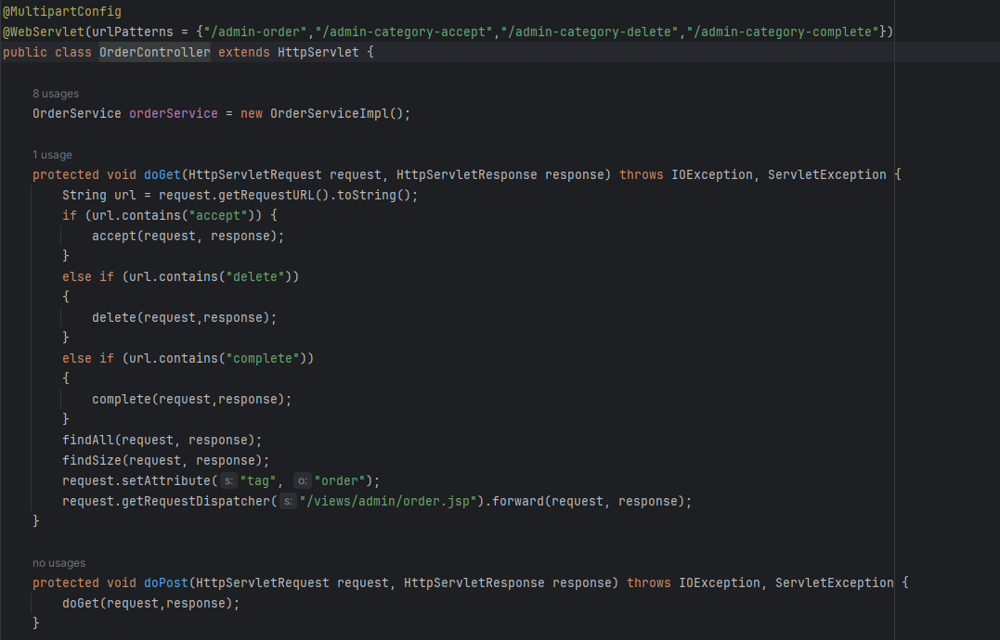 @MultipartConfig
@WebServlet(urlPatterns = {"/admin-order","/admin-category-accept","/admin-category-delete","/admin-category-complete"})
public class OrderController extends HttpServlet {
8 usages
OrderService orderService = new OrderServiceImpl();
1 usage
protected void doGet(HttpServletRequest request, HttpServletResponse response) throws IOException, ServletException {
String url = request.getRequestURL().toString();
if (url.contains("accept")) {
accept(request, response);
}
else if (url.contains("delete"))
{
delete(request,response);
}
else if (url.contains("complete"))
{
complete(request,response);
}
findAll(request, response);
findSize(request, response);
request.setAttribute( s: "tag", o: "order");
request.getRequestDispatcher( s: "/views/admin/order.jsp").forward(request, response);
}
no usages
protected void doPost(HttpServletRequest request, HttpServletResponse response) throws IOException, ServletException {
doGet(request,response);
}